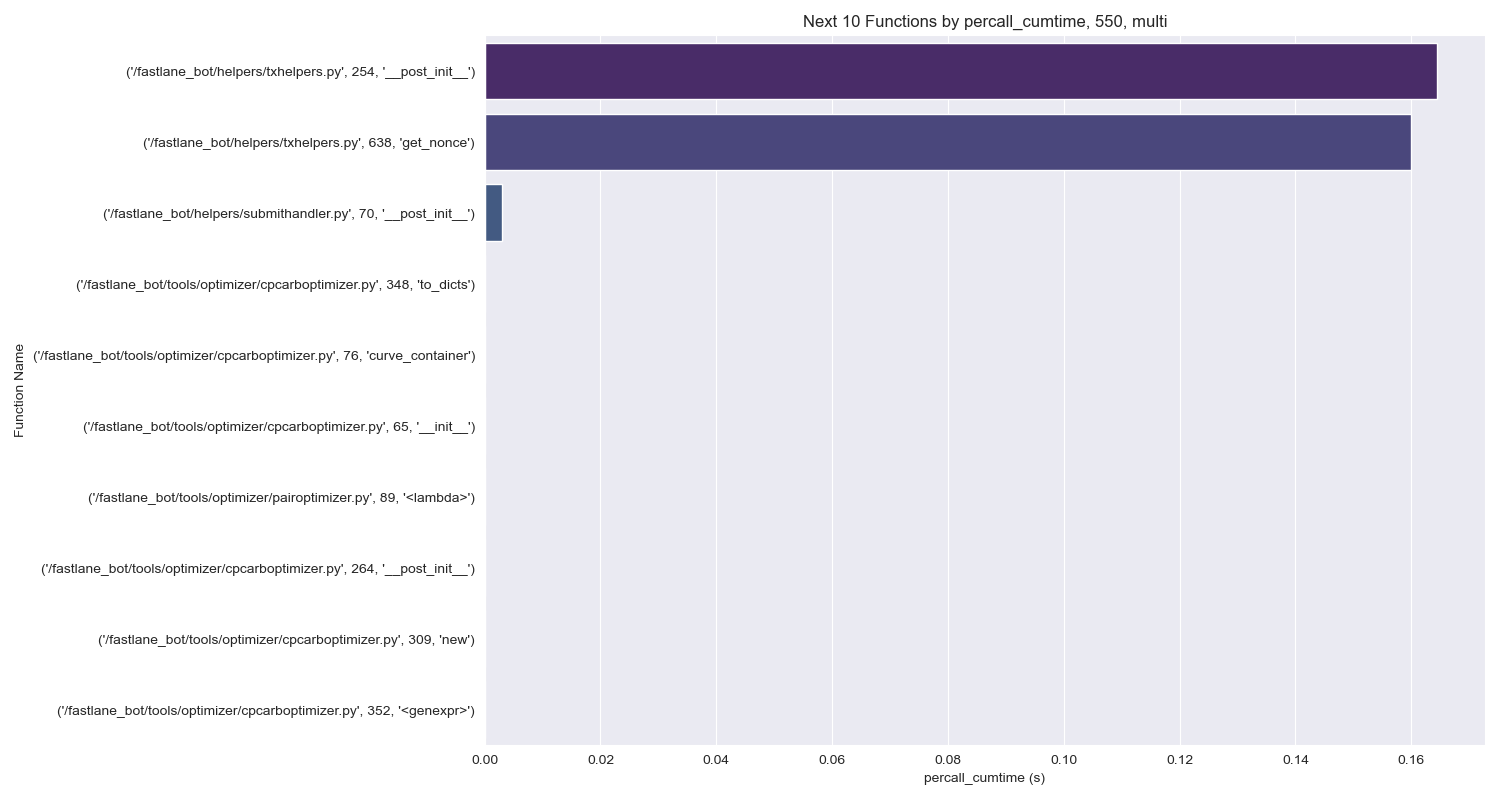 Next 10 Functions by percall_cumtime, 550, multi
('/fastlane_bot/helpers/txhelpers.py', 254, '__post_init__')
('/fastlane_bot/helpers/txhelpers.py', 638, 'get_nonce')
('/fastlane_bot/helpers/submithandler.py', 70, '__post_init__')
('/fastlane_bot/tools/optimizer/cpcarboptimizer.py', 348, 'to_dicts')
('/fastlane_bot/tools/optimizer/cpcarboptimizer.py', 76, 'curve_container')
('/fastlane_bot/tools/optimizer/cpcarboptimizer.py', 65, '__init__')
('/fastlane_bot/tools/optimizer/pairoptimizer.py', 89, '<lambda>')
('/fastlane_bot/tools/optimizer/cpcarboptimizer.py', 264, '__post_init__')
('/fastlane_bot/tools/optimizer/cpcarboptimizer.py', 309, 'new')
('/fastlane_bot/tools/optimizer/cpcarboptimizer.py', 352, '<genexpr>')
Function Name
0.00 0.02 0.04 0.06 0.08 0.10 0.12 0.14 0.16
percall_cumtime (s)